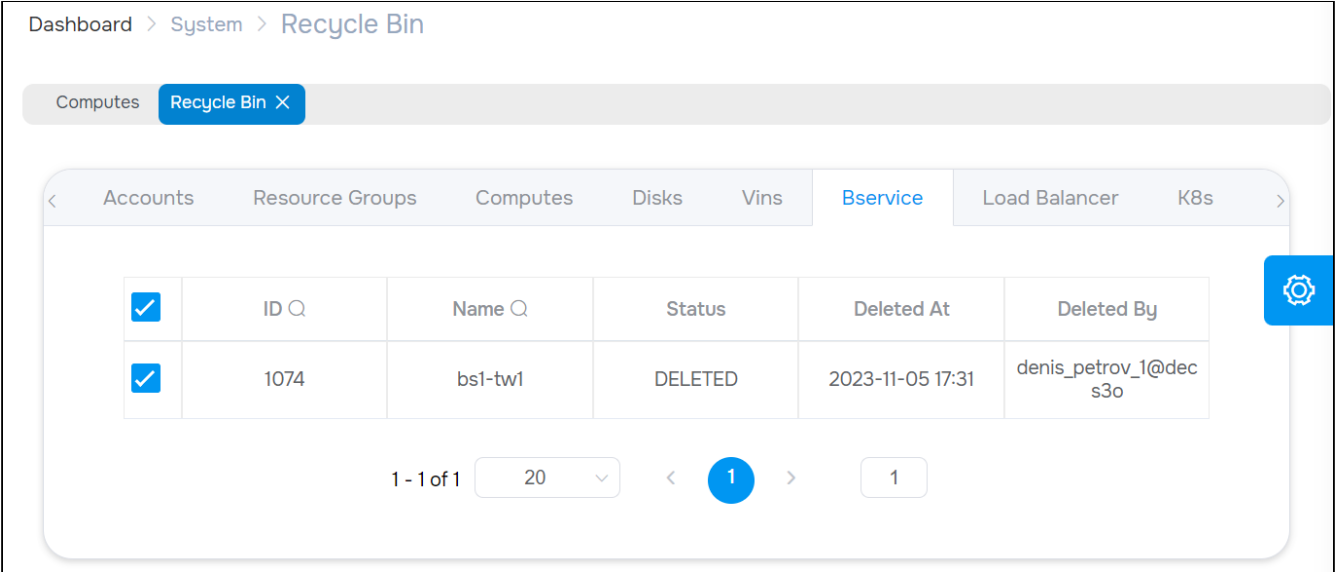 Dashboard > System > Recycle Bin
Computes Recycle Bin ×
< Accounts Resource Groups Computes Disks Vins Bservice Load Balancer K8s >
ID Name Status Deleted At Deleted By
1074 bs1-tw1 DELETED 2023-11-05 17:31 denis_petrov_1@dec
s3o
1 - 1 of 1 20 < 1 > 1